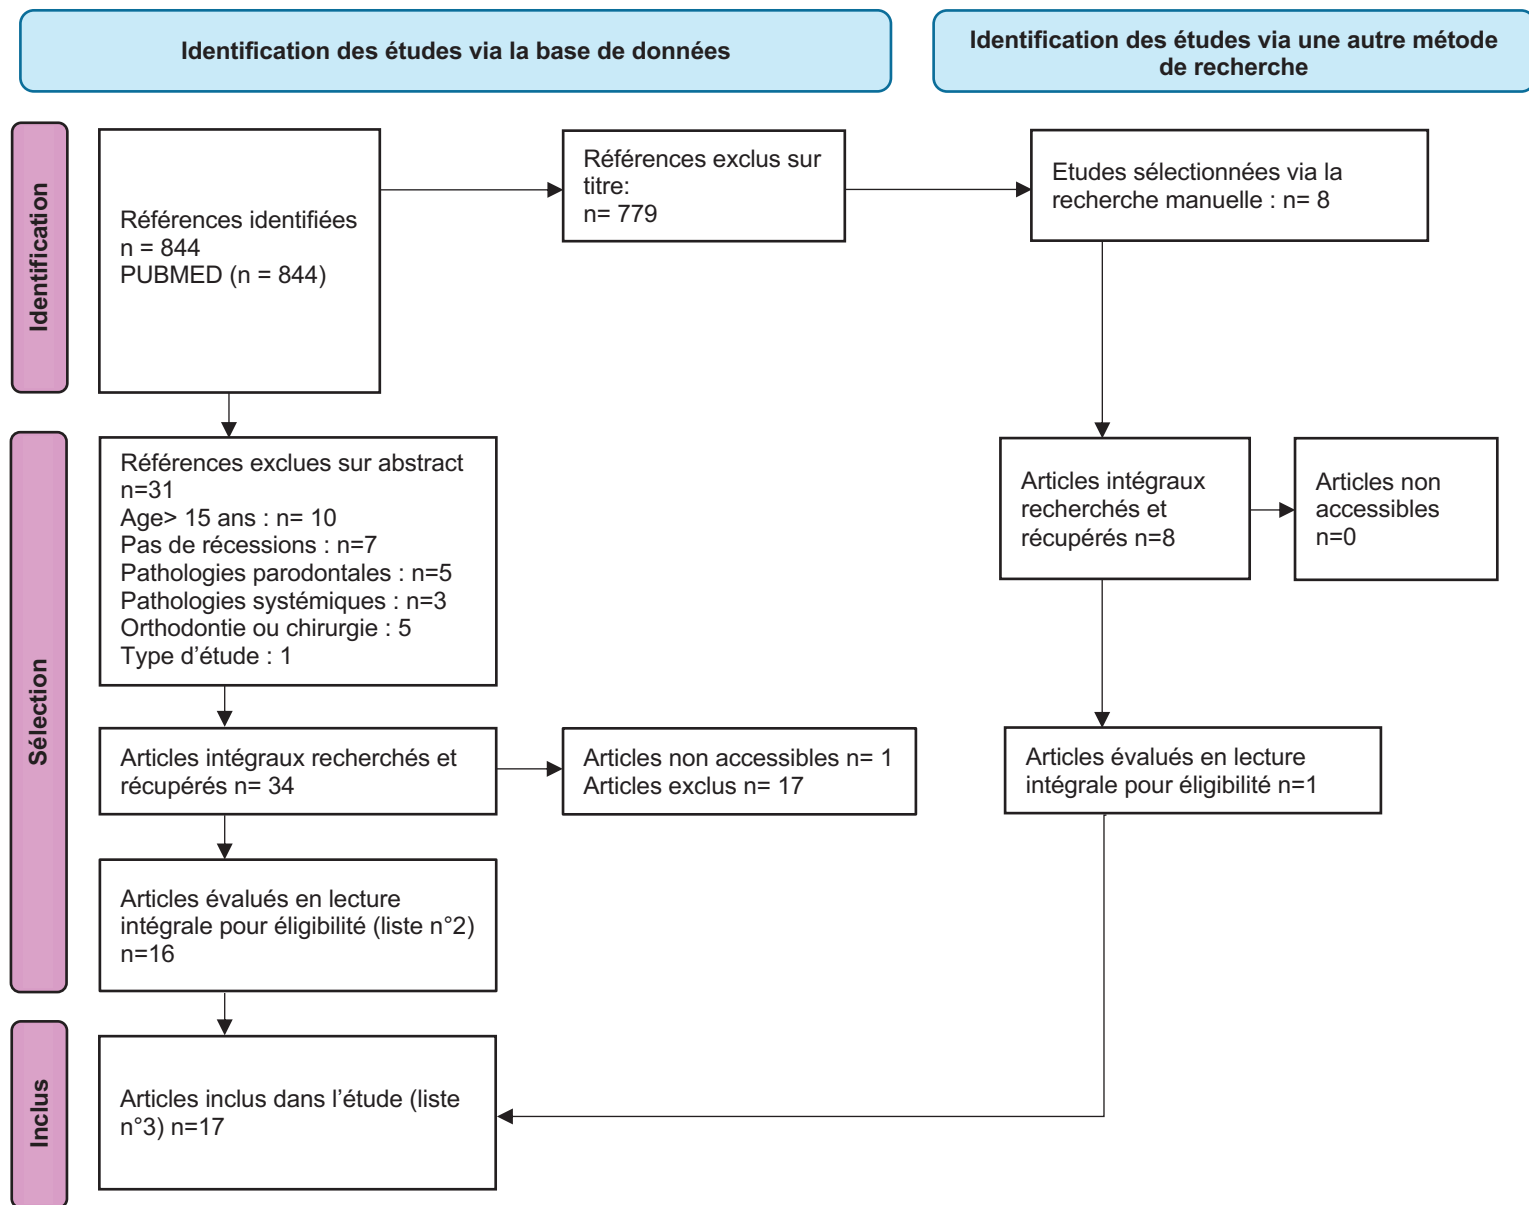 Identification des études via la base de données
Identification des études via une autre métode
de recherche
Identification
Références identifiées
n = 844
PUBMED (n = 844)
Références exclus sur
titre:
n= 779
Etudes sélectionnées via la
recherche manuelle : n= 8
Sélection
Références exclues sur abstract
n=31
Age> 15 ans : n= 10
Pas de récessions : n=7
Pathologies parodontales : n=5
Pathologies systémiques : n=3
Orthodontie ou chirurgie : 5
Type d’étude : 1
Articles intégraux
recherchés et
récupérés n=8
Articles non
accessibles
n=0
Articles intégraux recherchés et
récupérés n= 34
Articles non accessibles n= 1
Articles exclus n= 17
Articles évalués en lecture
intégrale pour éligibilité n=1
Articles évalués en lecture
intégrale pour éligibilité (liste n°2)
n=16
Inclus
Articles inclus dans l’étude (liste
n°3) n=17